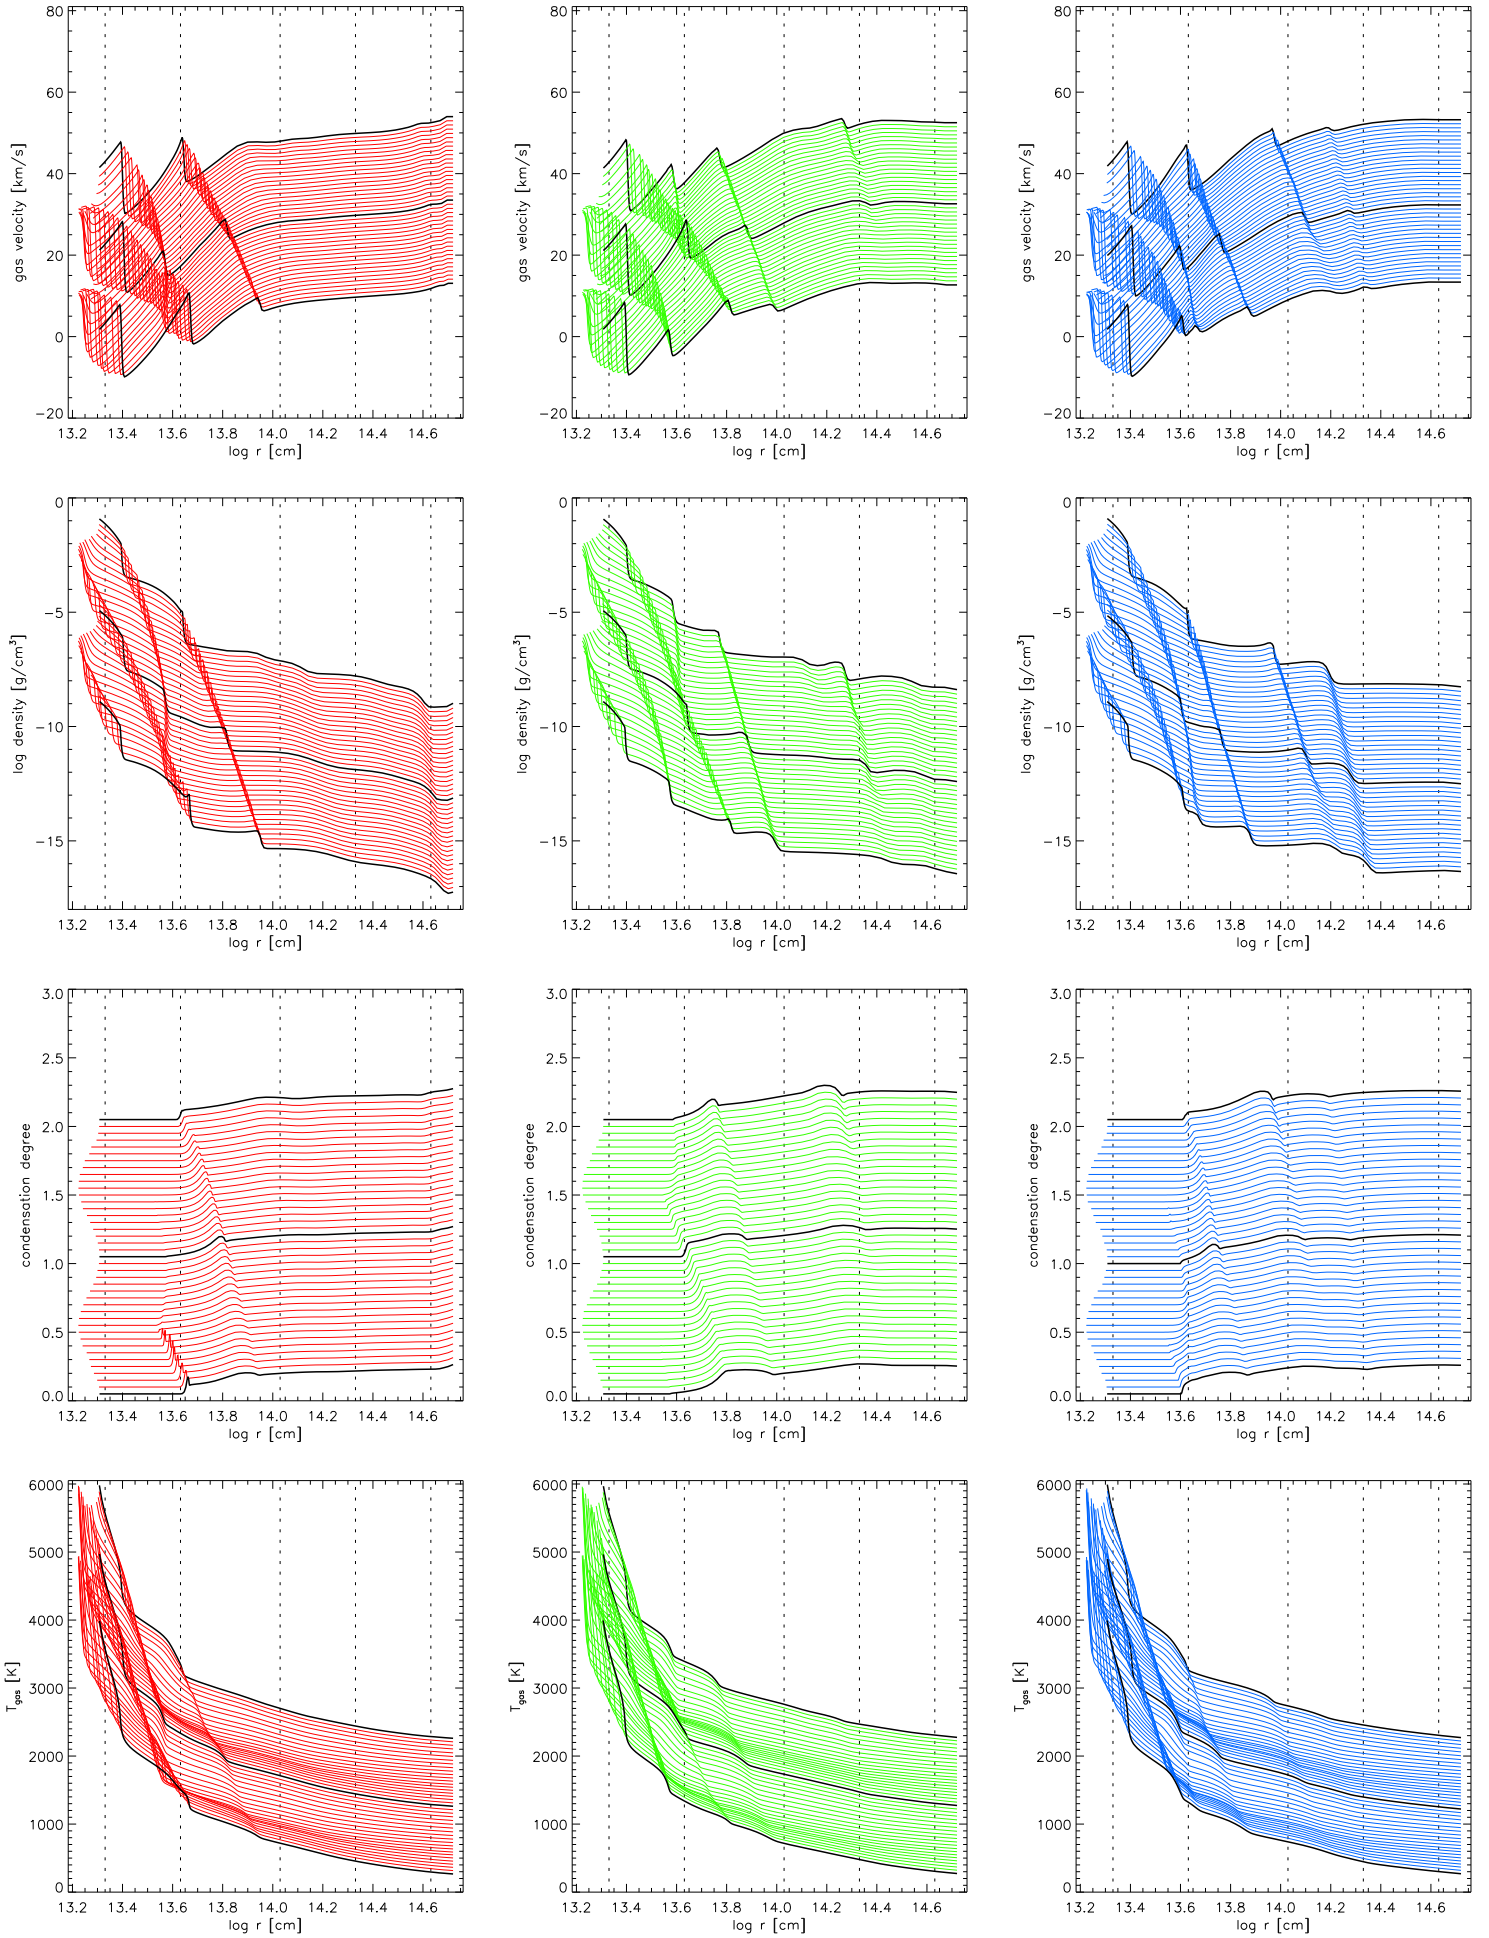 80 80 80
60 60 60
40 40 40
20 20 20
0 0 0
−20 −20 −20
gas velocity [km/s] gas velocity [km/s] gas velocity [km/s]
13.2 13.4 13.6 13.8 14.0 14.2 14.4 14.6 13.2 13.4 13.6 13.8 14.0 14.2 14.4 14.6 13.2 13.4 13.6 13.8 14.0 14.2 14.4 14.6
log r [cm] log r [cm] log r [cm]
0 0 0
−5 −5 −5
−10 −10 −10
−15 −15 −15
log density [g/cm³] log density [g/cm³] log density [g/cm³]
13.2 13.4 13.6 13.8 14.0 14.2 14.4 14.6 13.2 13.4 13.6 13.8 14.0 14.2 14.4 14.6 13.2 13.4 13.6 13.8 14.0 14.2 14.4 14.6
log r [cm] log r [cm] log r [cm]
3.0 3.0 3.0
2.5 2.5 2.5
2.0 2.0 2.0
1.5 1.5 1.5
1.0 1.0 1.0
0.5 0.5 0.5
0.0 0.0 0.0
condensation degree condensation degree condensation degree
13.2 13.4 13.6 13.8 14.0 14.2 14.4 14.6 13.2 13.4 13.6 13.8 14.0 14.2 14.4 14.6 13.2 13.4 13.6 13.8 14.0 14.2 14.4 14.6
log r [cm] log r [cm] log r [cm]
6000 6000 6000
5000 5000 5000
4000 4000 4000
3000 3000 3000
2000 2000 2000
1000 1000 1000
0 0 0
Tgas [K] Tgas [K] Tgas [K]
13.2 13.4 13.6 13.8 14.0 14.2 14.4 14.6 13.2 13.4 13.6 13.8 14.0 14.2 14.4 14.6 13.2 13.4 13.6 13.8 14.0 14.2 14.4 14.6
log r [cm] log r [cm] log r [cm]